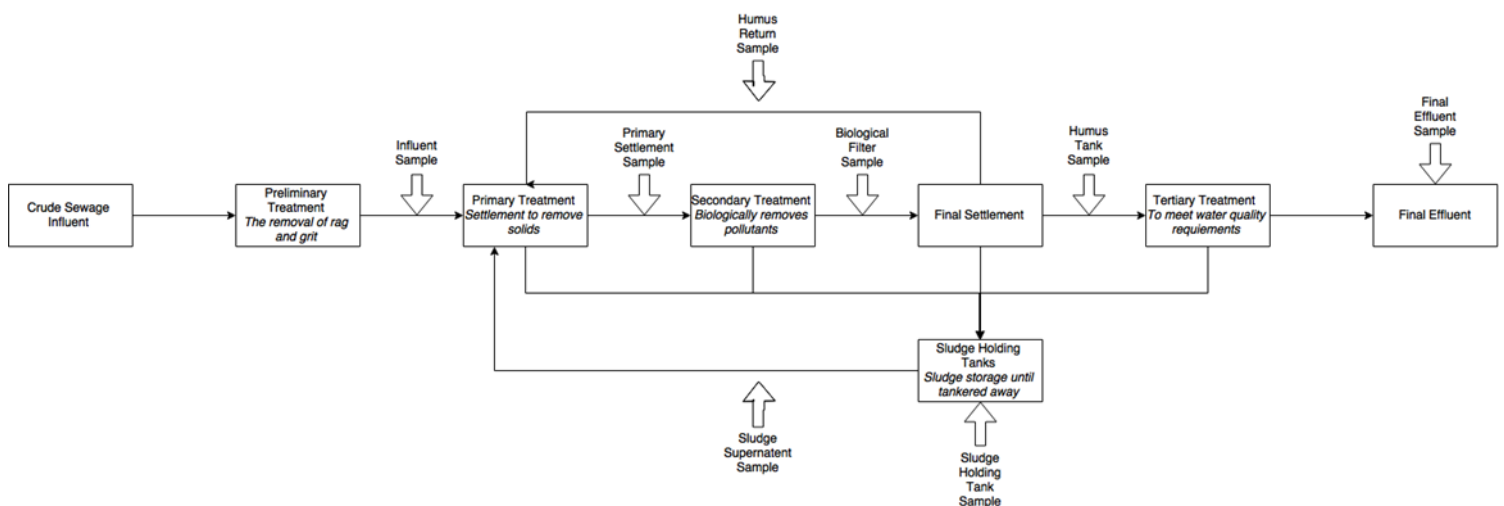 Humus
Return
Sample
Final
Effluent
Sample
Influent
Sample
Primary
Settlement
Sample
Biological
Filter
Sample
Humus
Tank
Sample
Crude Sewage
Influent
Preliminary
Treatment
The removal of rag
and grit
Primary Treatment
Settlement to remove
solids
Secondary Treatment
Biologically removes
pollutants
Final Settlement
Tertiary Treatment
To meet water quality
requiements
Final Effluent
Sludge Holding
Tanks
Sludge storage until
tankered away
Sludge
Supernatent
Sample
Sludge
Holding
Tank
Sample